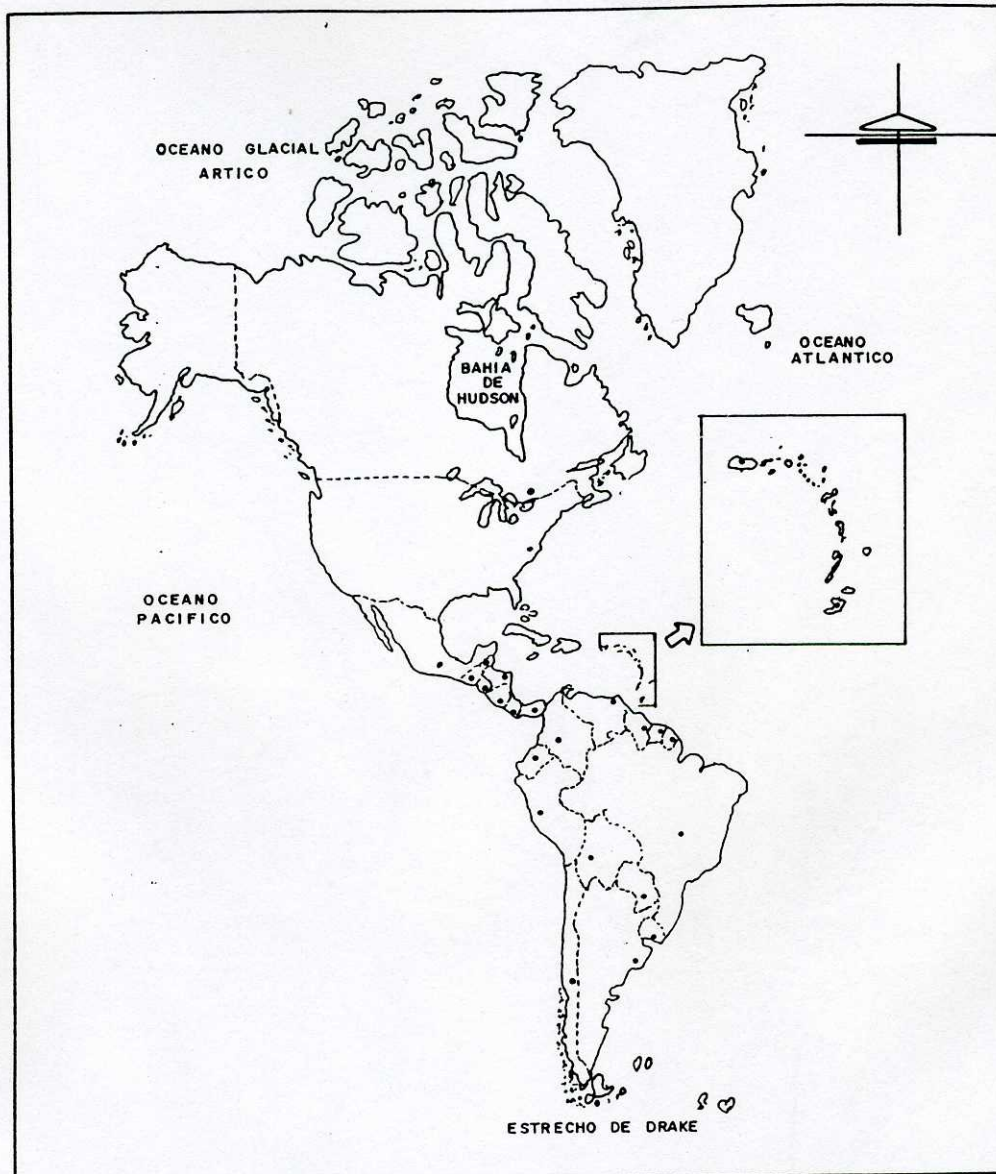 OCEANO GLACIAL
ARTICO
OCEANO
ATLANTICO
BAHIA
DE
HUDSON
OCEANO
PACIFICO
ESTRECHO DE DRAKE